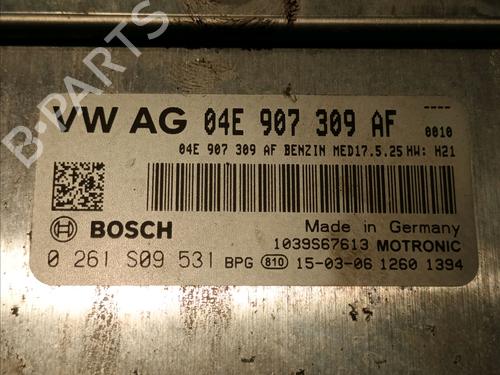 VW AG 04E 907 309 AF ----
0010
04E 907 309 AF BENZIN MED17.5.25 HW: H21
BOSCH
Made in Germany
1039S67613 MOTRONIC
0 261 S09 531 BPG 810 15-03-06 1260 1394
B-PARTS